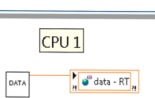 CPU 1
DATA
data - RT